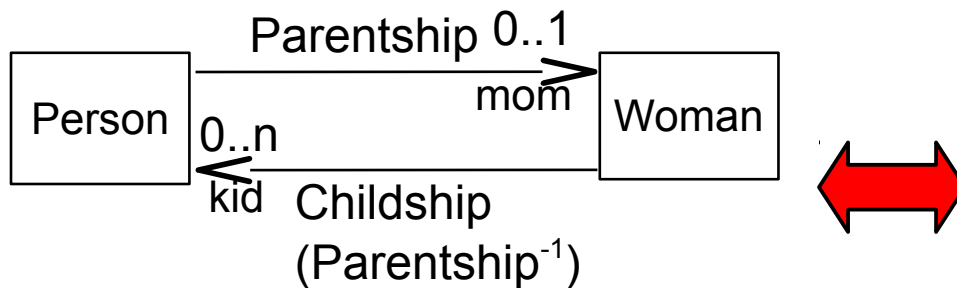 Parentship 0..1
Person
mom
Woman
0..n
kid
Childship
(Parentship⁻¹)